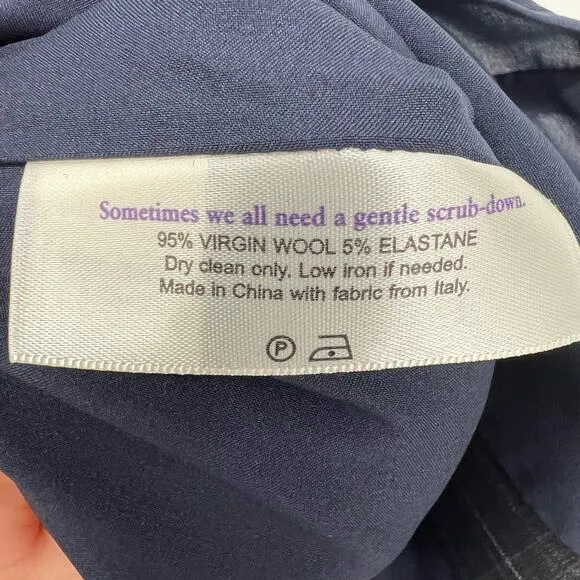 Sometimes we all need a gentle scrub-down.
95% VIRGIN WOOL 5% ELASTANE
Dry clean only. Low iron if needed.
Made in China with fabric from Italy.
P